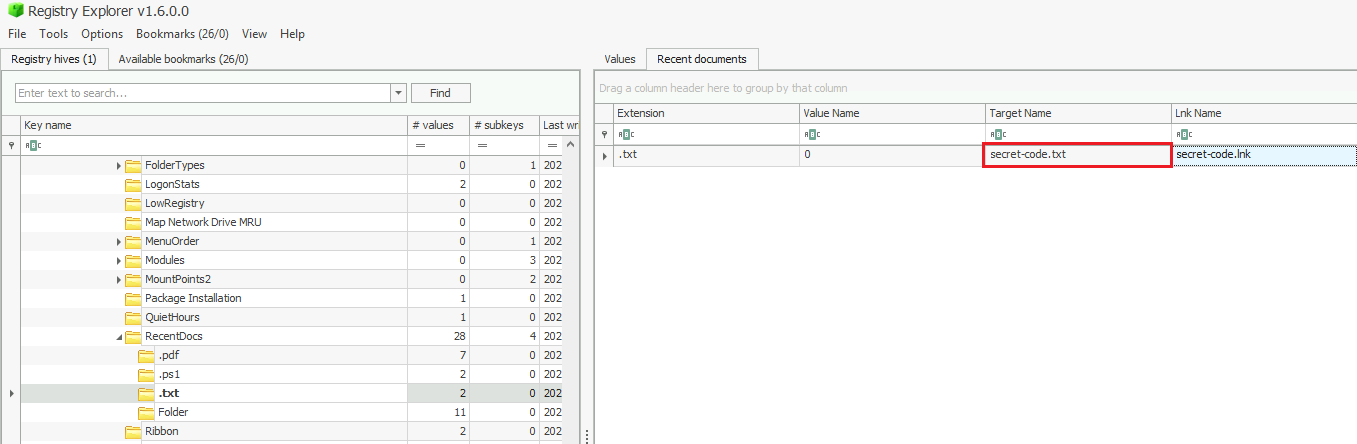 Registry Explorer v1.6.0.0
File Tools Options Bookmarks (26/0) View Help
Registry hives (1) Available bookmarks (26/0)
Enter text to search... Find
Key name # values # subkeys Last wr
ABC = =
FolderTypes 0 1 202
LogonStats 2 0 202
LowRegistry 0 0 202
Map Network Drive MRU 0 0 202
MenuOrder 0 1 202
Modules 0 3 202
MountPoints2 0 2 202
Package Installation 1 0 202
QuietHours 1 0 202
RecentDocs 28 4 202
.pdf 7 0 202
.ps1 2 0 202
.txt 2 0 202
Folder 11 0 202
Ribbon 2 0 202
Values Recent documents
Drag a column header here to group by that column
Extension Value Name Target Name Lnk Name
ABC ABC ABC ABC
.txt 0 secret-code.txt secret-code.lnk